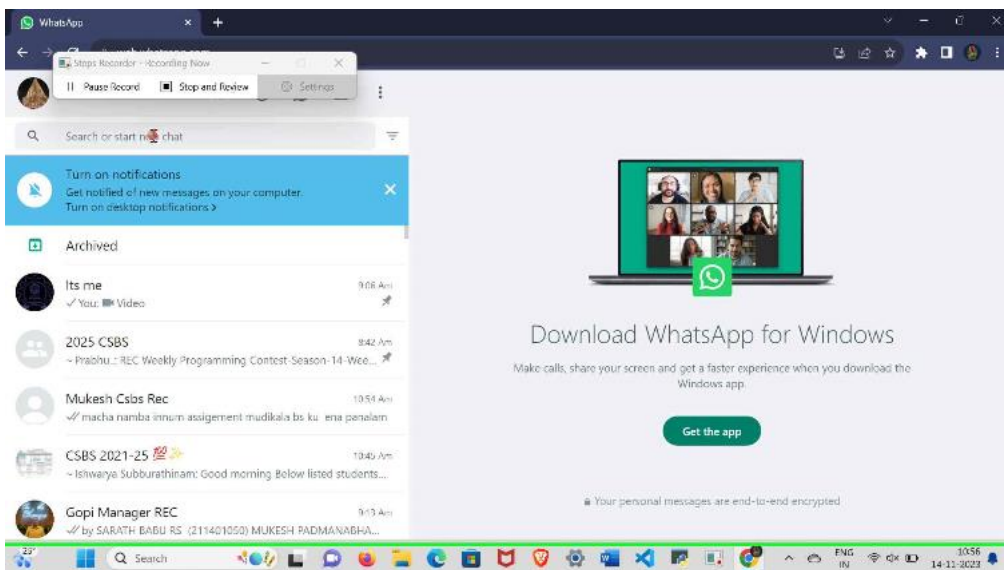 WhatsApp
Steps Recorder - Recording Now
Pause Record
Stop and Review
Settings
Search or start new chat
Turn on notifications
Get notified of new messages on your computer.
Turn on desktop notifications >
Archived
Its me
9:06 Am
You: Video
2025 CSBS
8:42 Am
~ Prabhu..: REC Weekly Programming Contest-Season-14-Wee...
Mukesh Csbs Rec
10:54 Am
macha namba innum assigement mudikala bs ku ena panalam
CSBS 2021-25 💯✨
10:45 Am
~ Ishwarya Subburathinam: Good morning Below listed students...
Gopi Manager REC
9:13 Am
by SARATH BABU RS (211401050) MUKESH PADMANABHA...
Download WhatsApp for Windows
Make calls, share your screen and get a faster experience when you download the
Windows app.
Get the app
Your personal messages are end-to-end encrypted
23°
Search
ENG
IN
10:56
14-11-2023